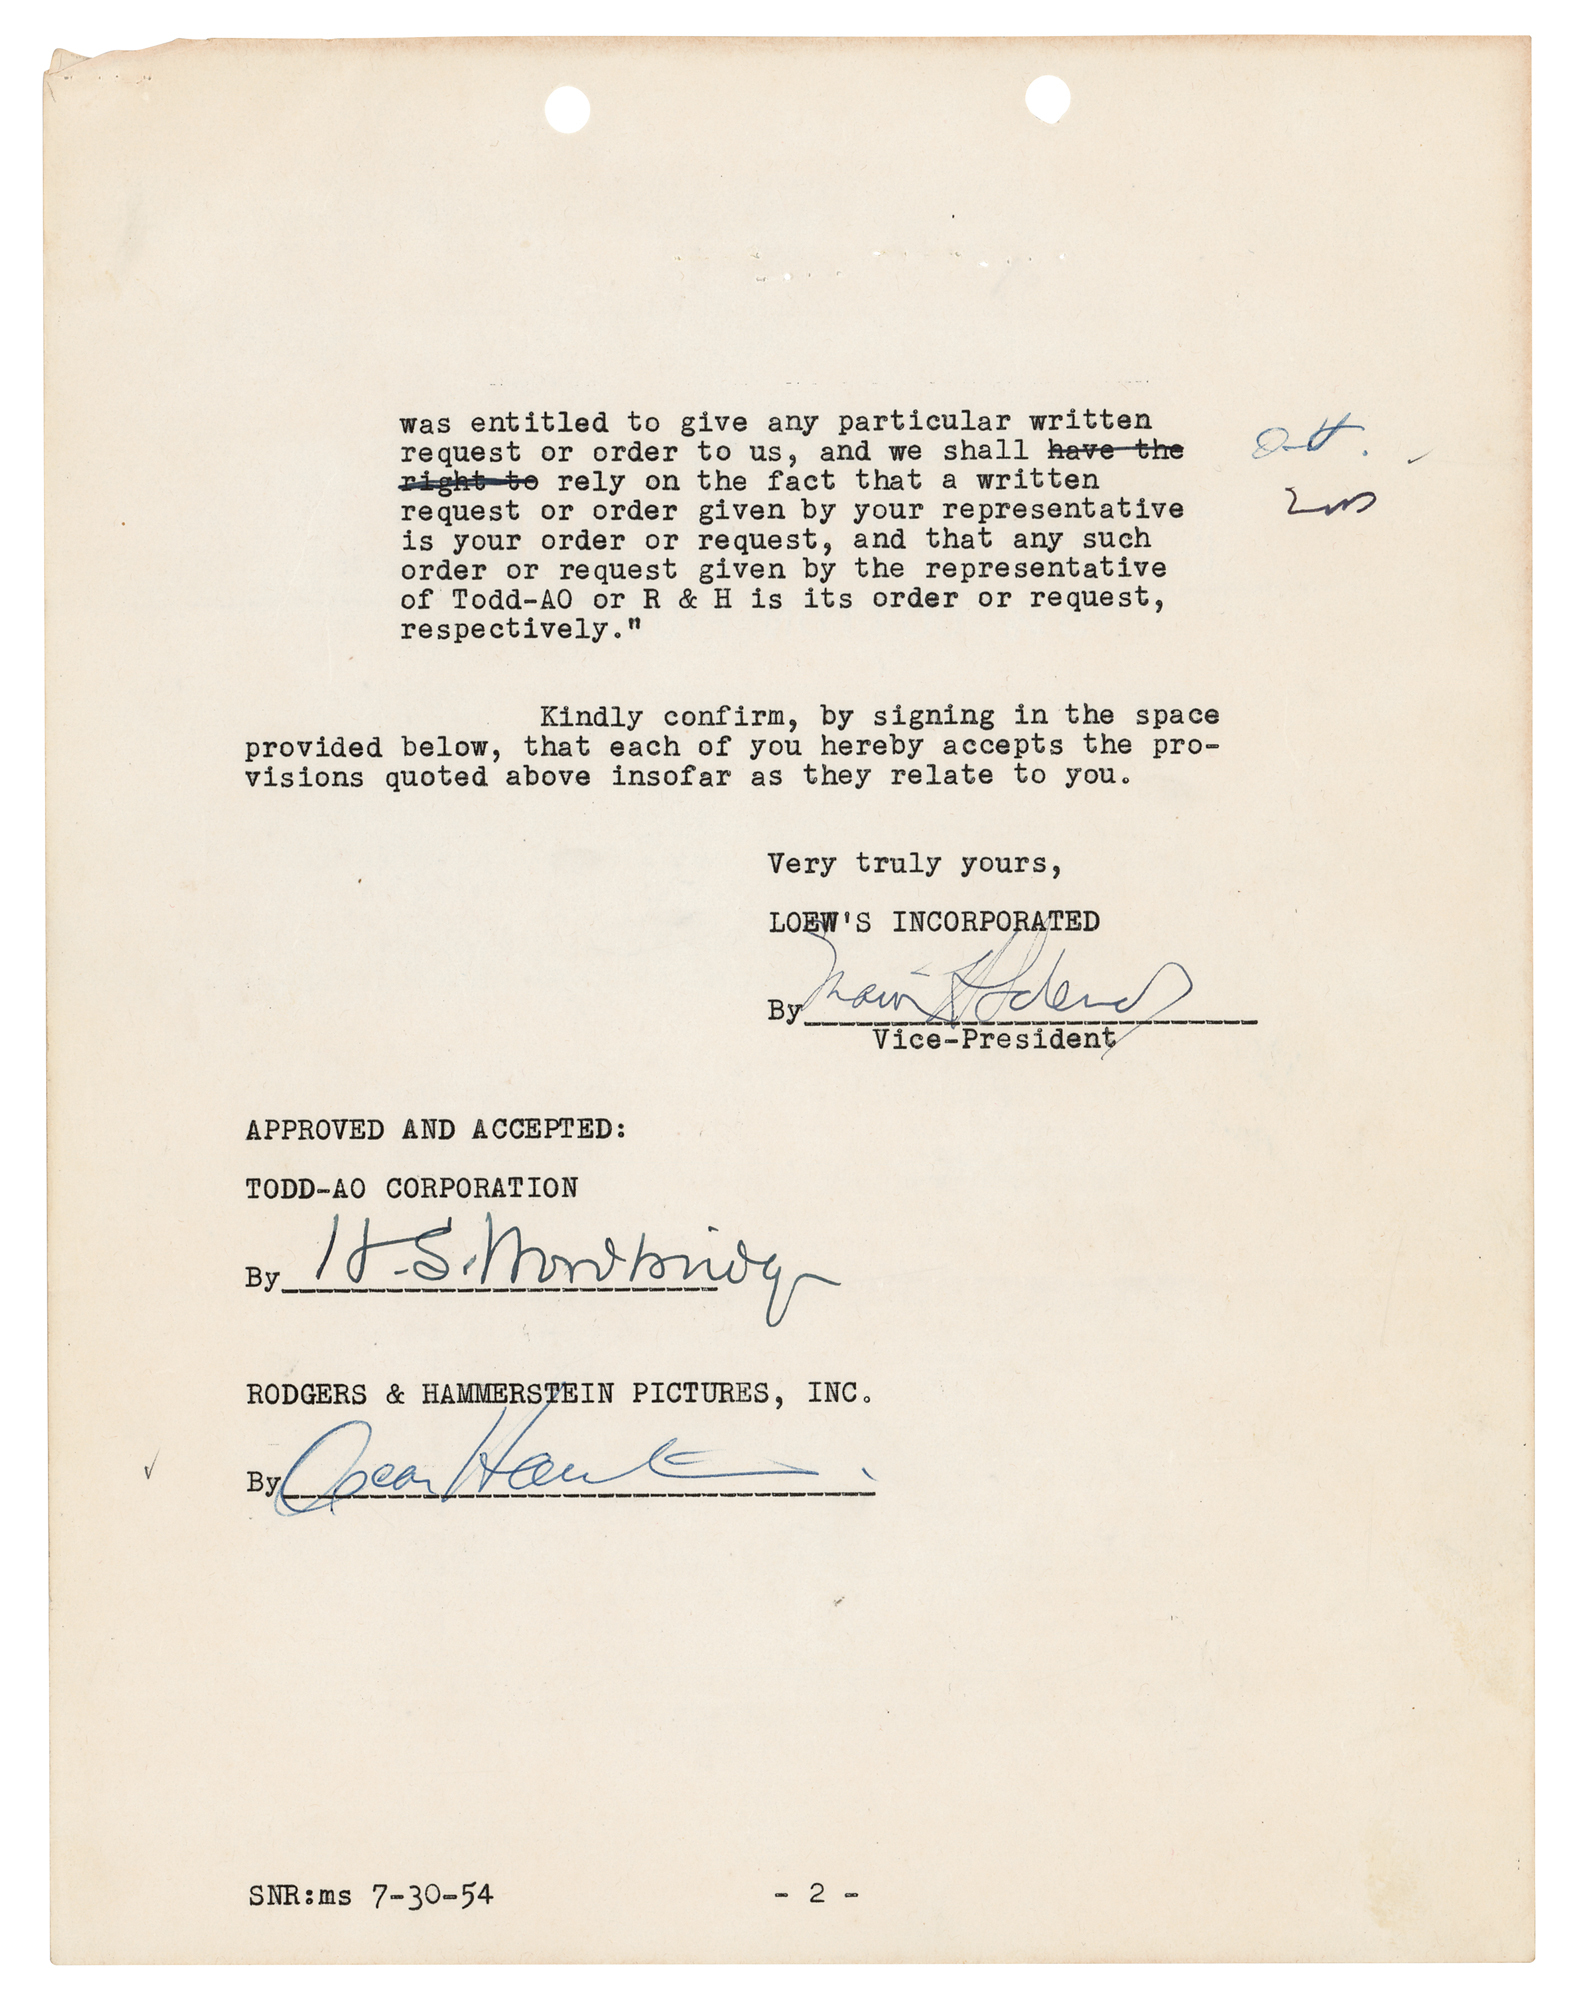 was entitled to give any particular written
request or order to us, and we shall have the
right to rely on the fact that a written
request or order given by your representative
is your order or request, and that any such
order or request given by the representative
of Todd-AO or R & H is its order or request,
respectively."
Kindly confirm, by signing in the space
provided below, that each of you hereby accepts the pro-
visions quoted above insofar as they relate to you.
Very truly yours,
LOEW'S INCORPORATED
By
Vice-President
APPROVED AND ACCEPTED:
TODD-AO CORPORATION
By H.S. Woodbridge
RODGERS & HAMMERSTEIN PICTURES, INC.
By Oscar
SNR:ms 7-30-54
- 2 -